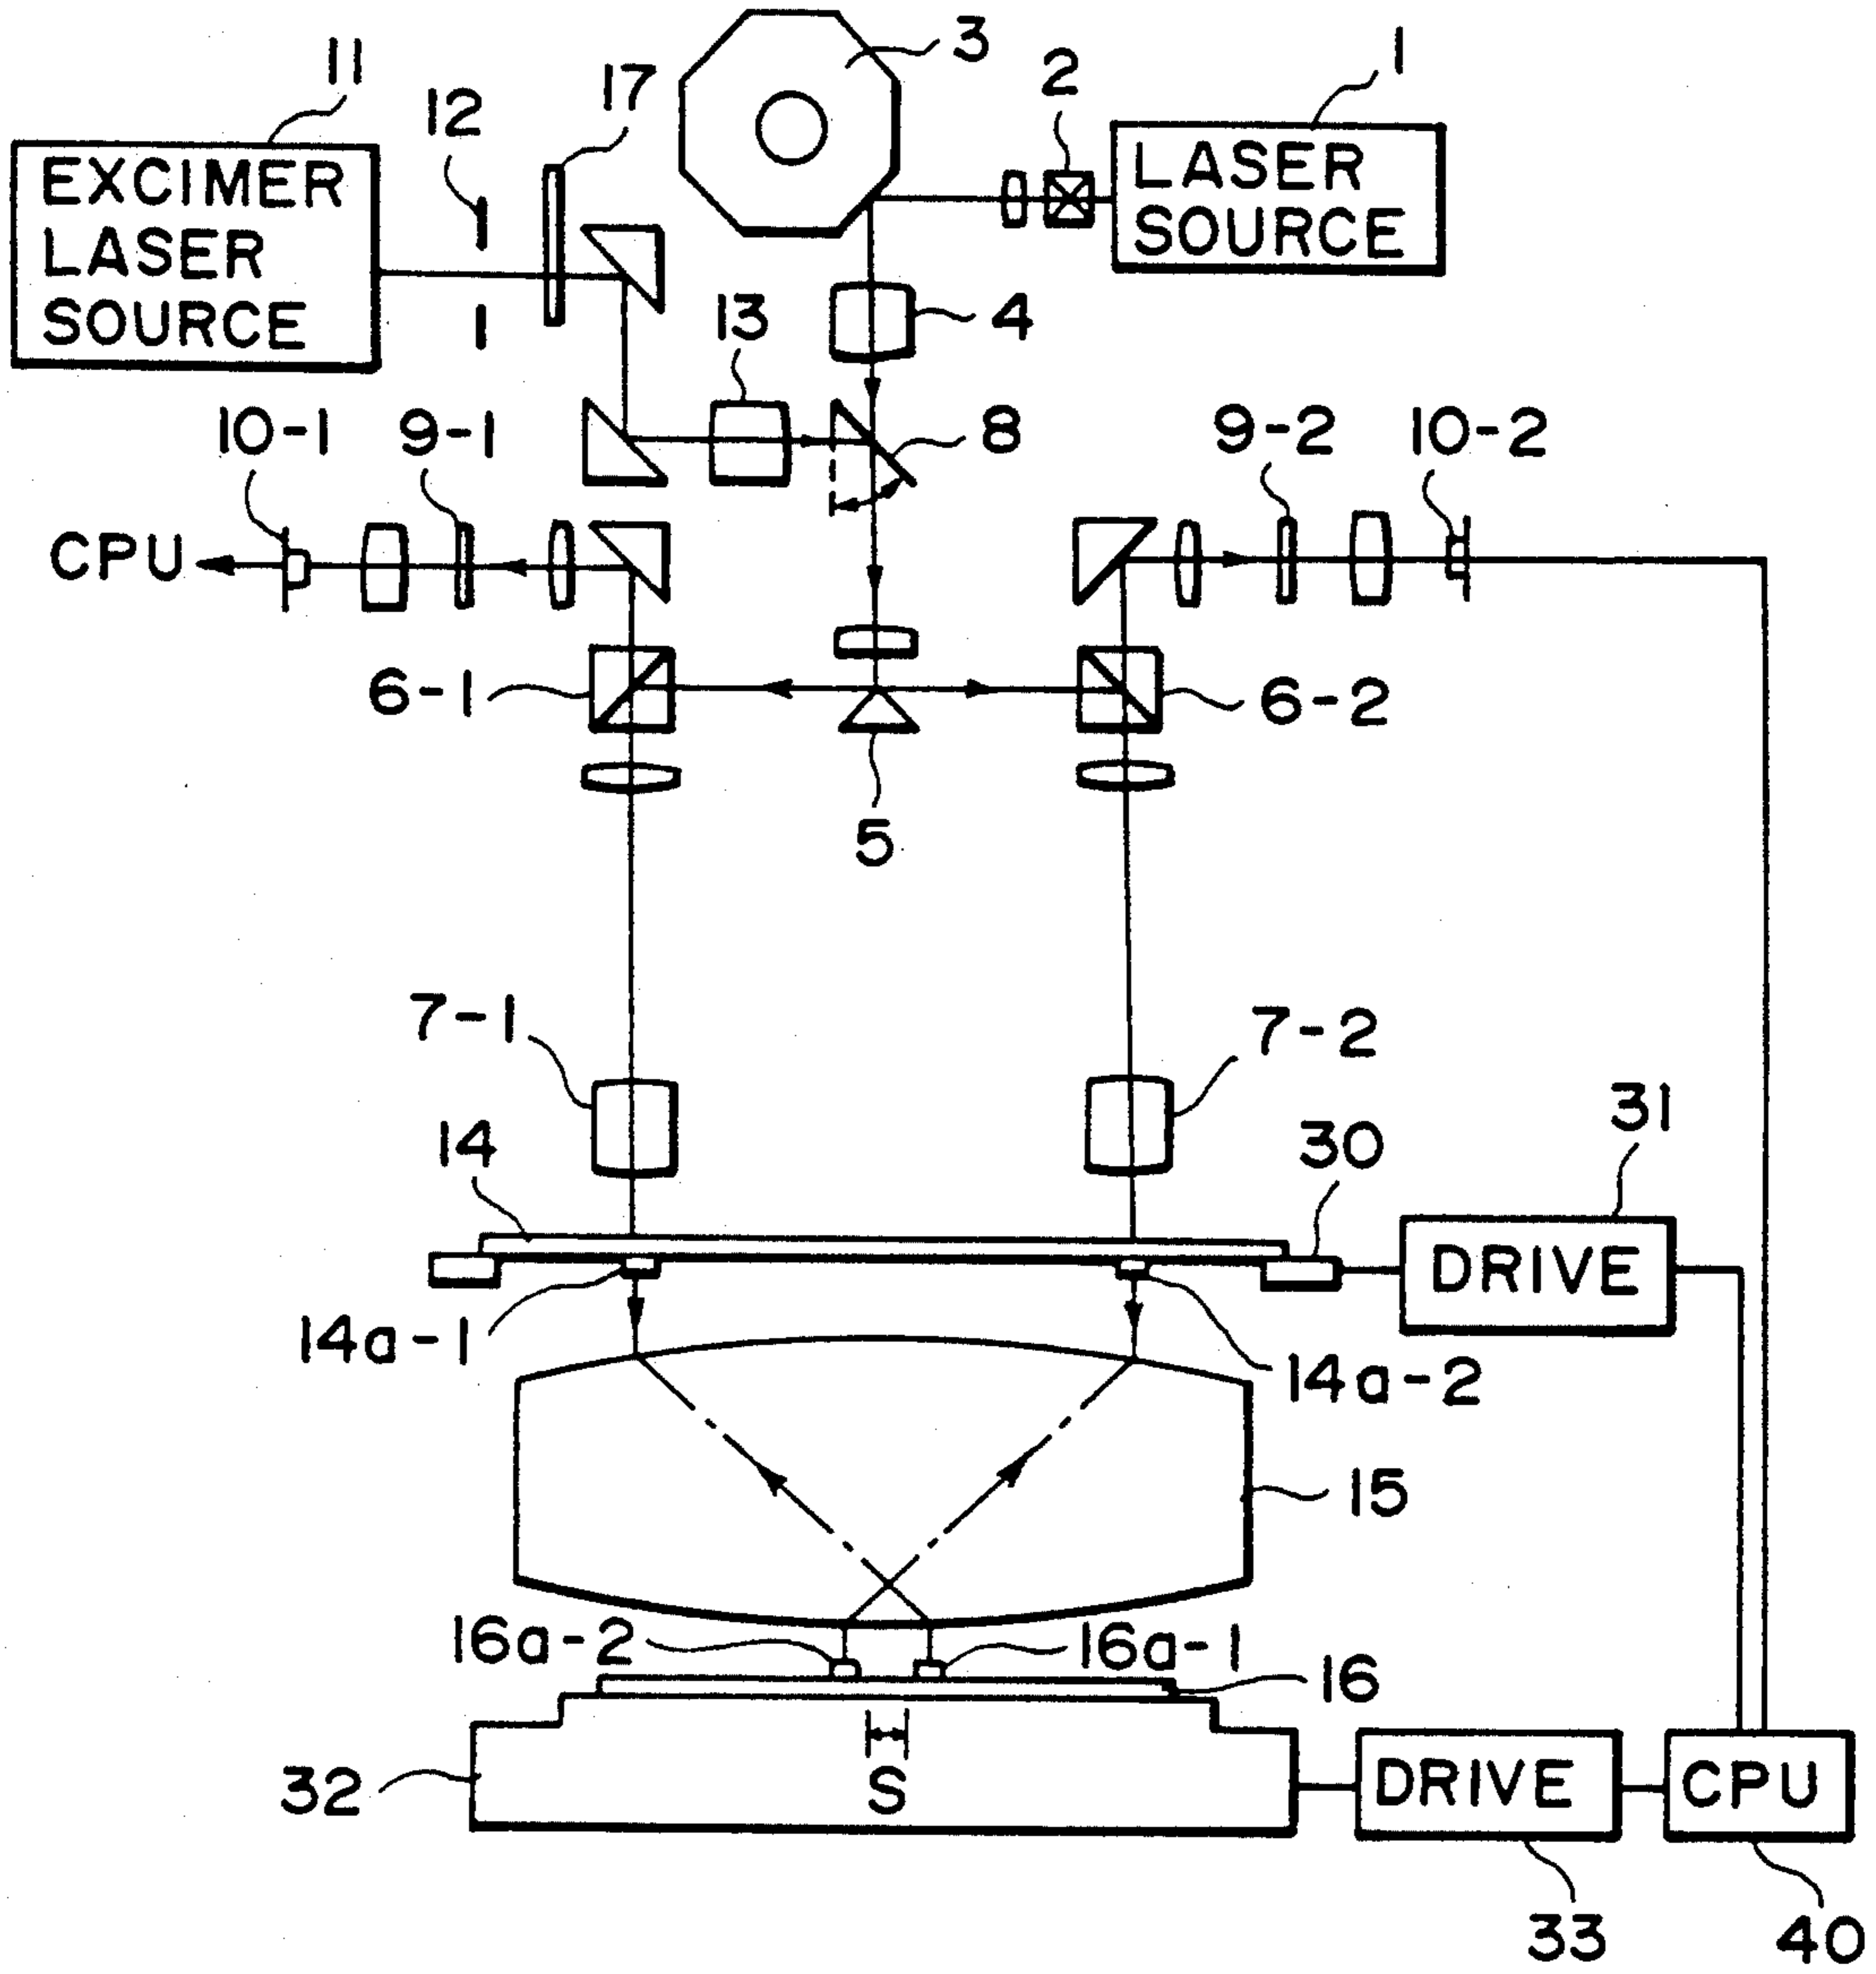 3
11
1
17
2
12
EXCIMER
LASER
SOURCE
LASER
SOURCE
13
4
10-1
9-1
8
9-2
10-2
CPU
6-1
6-2
5
7-1
7-2
31
14
30
DRIVE
14a-1
14a-2
15
16a-2
16a-1
16
32
S
DRIVE
CPU
33
40